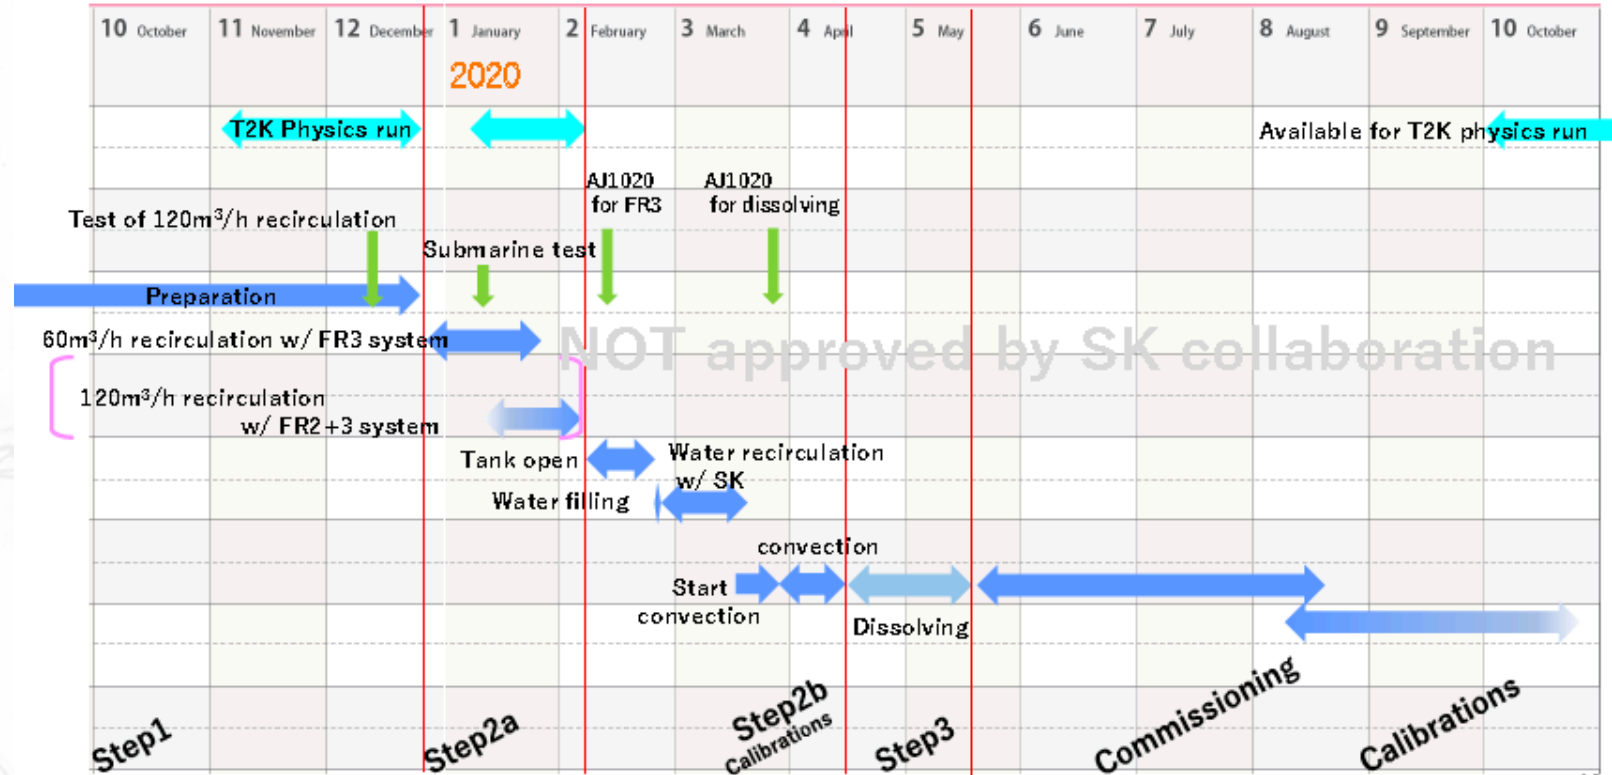 10 October 11 November 12 December 1 January 2 February 3 March 4 April 5 May 6 June 7 July 8 August 9 September 10 October
2020
T2K Physics run
Available for T2K physics run
AJ1020
for FR3
AJ1020
for dissolving
Test of 120m³/h recirculation
Submarine test
Preparation
60m³/h recirculation w/ FR3 system
NOT approved by SK collaboration
120m³/h recirculation
w/ FR2+3 system
Tank open
Water recirculation
w/ SK
Water filling
convection
Start
convection
Dissolving
Step1
Step2a
Step2b
Calibrations
Step3
Commissioning
Calibrations